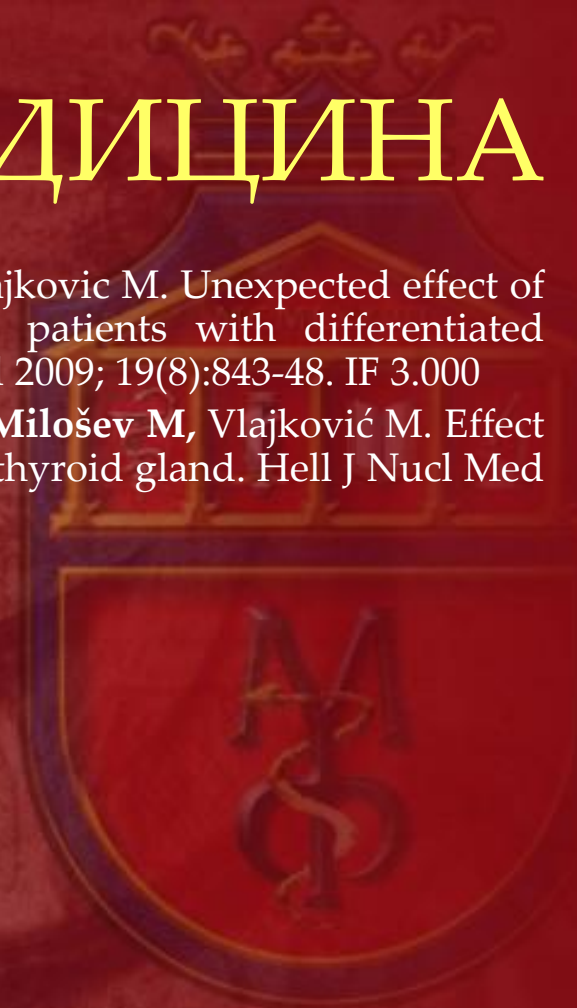 ДИЦИНА
jkovic M. Unexpected effect of
patients with differentiated
2009; 19(8):843-48. IF 3.000
Milošev M, Vlajković M. Effect
thyroid gland. Hell J Nucl Med